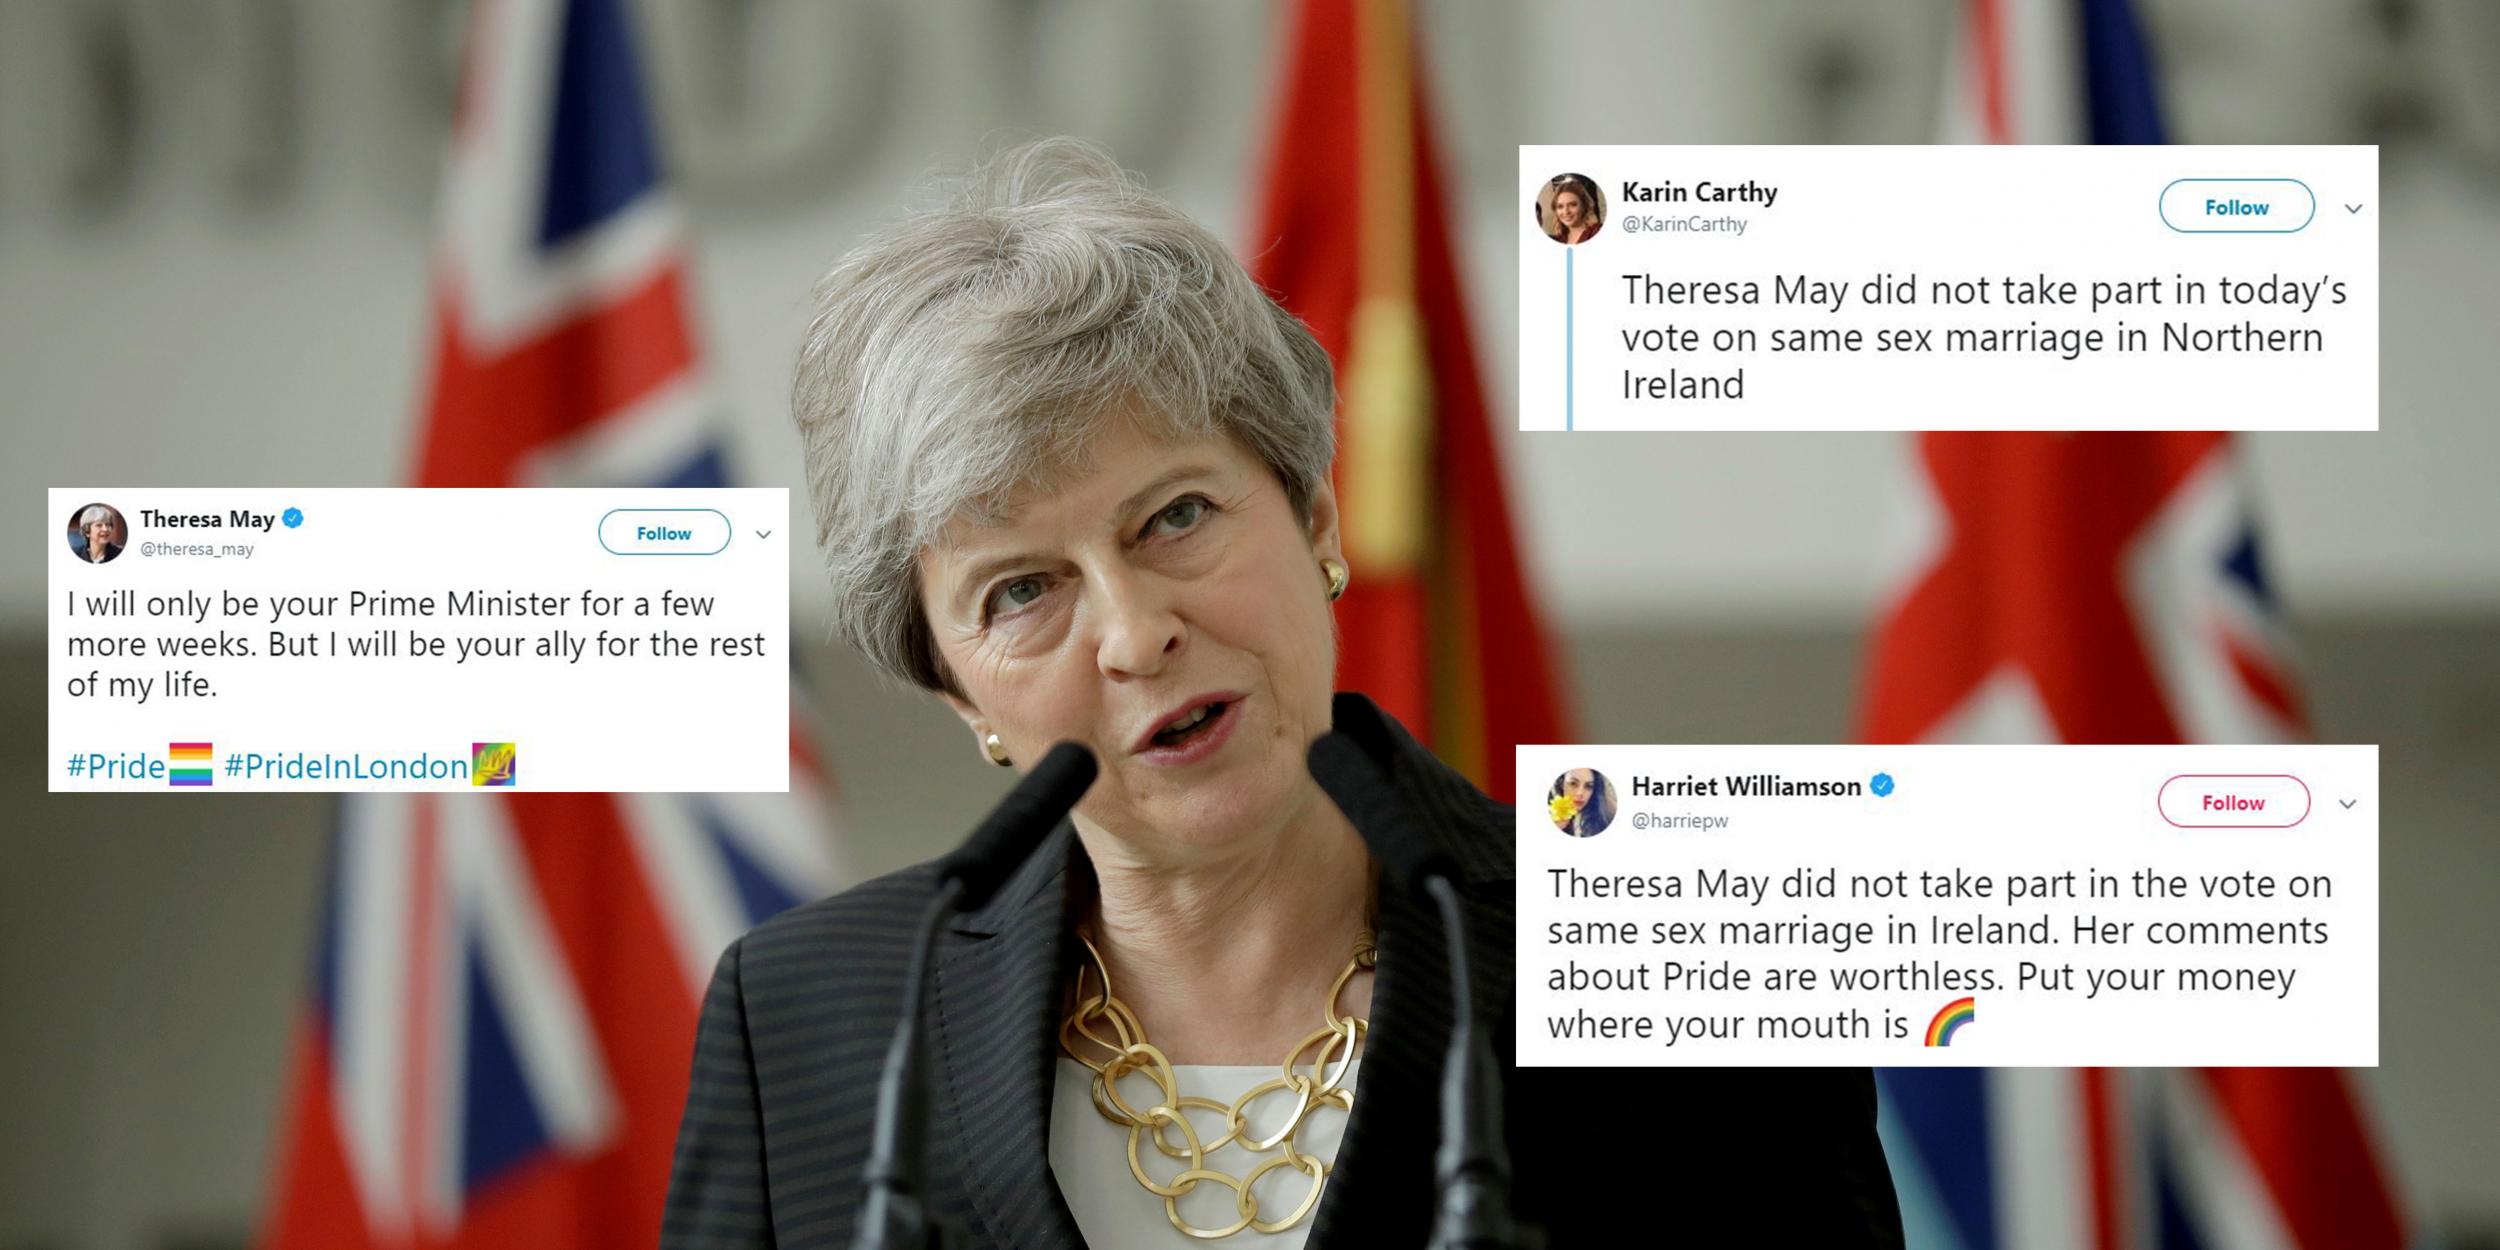 Theresa May
@theresa_may
Follow
I will only be your Prime Minister for a few
more weeks. But I will be your ally for the rest
of my life.
#Pride #PrideInLondon
Karin Carthy
@KarinCarthy
Follow
Theresa May did not take part in today’s
vote on same sex marriage in Northern
Ireland
Harriet Williamson
@harriepw
Follow
Theresa May did not take part in the vote on
same sex marriage in Ireland. Her comments
about Pride are worthless. Put your money
where your mouth is